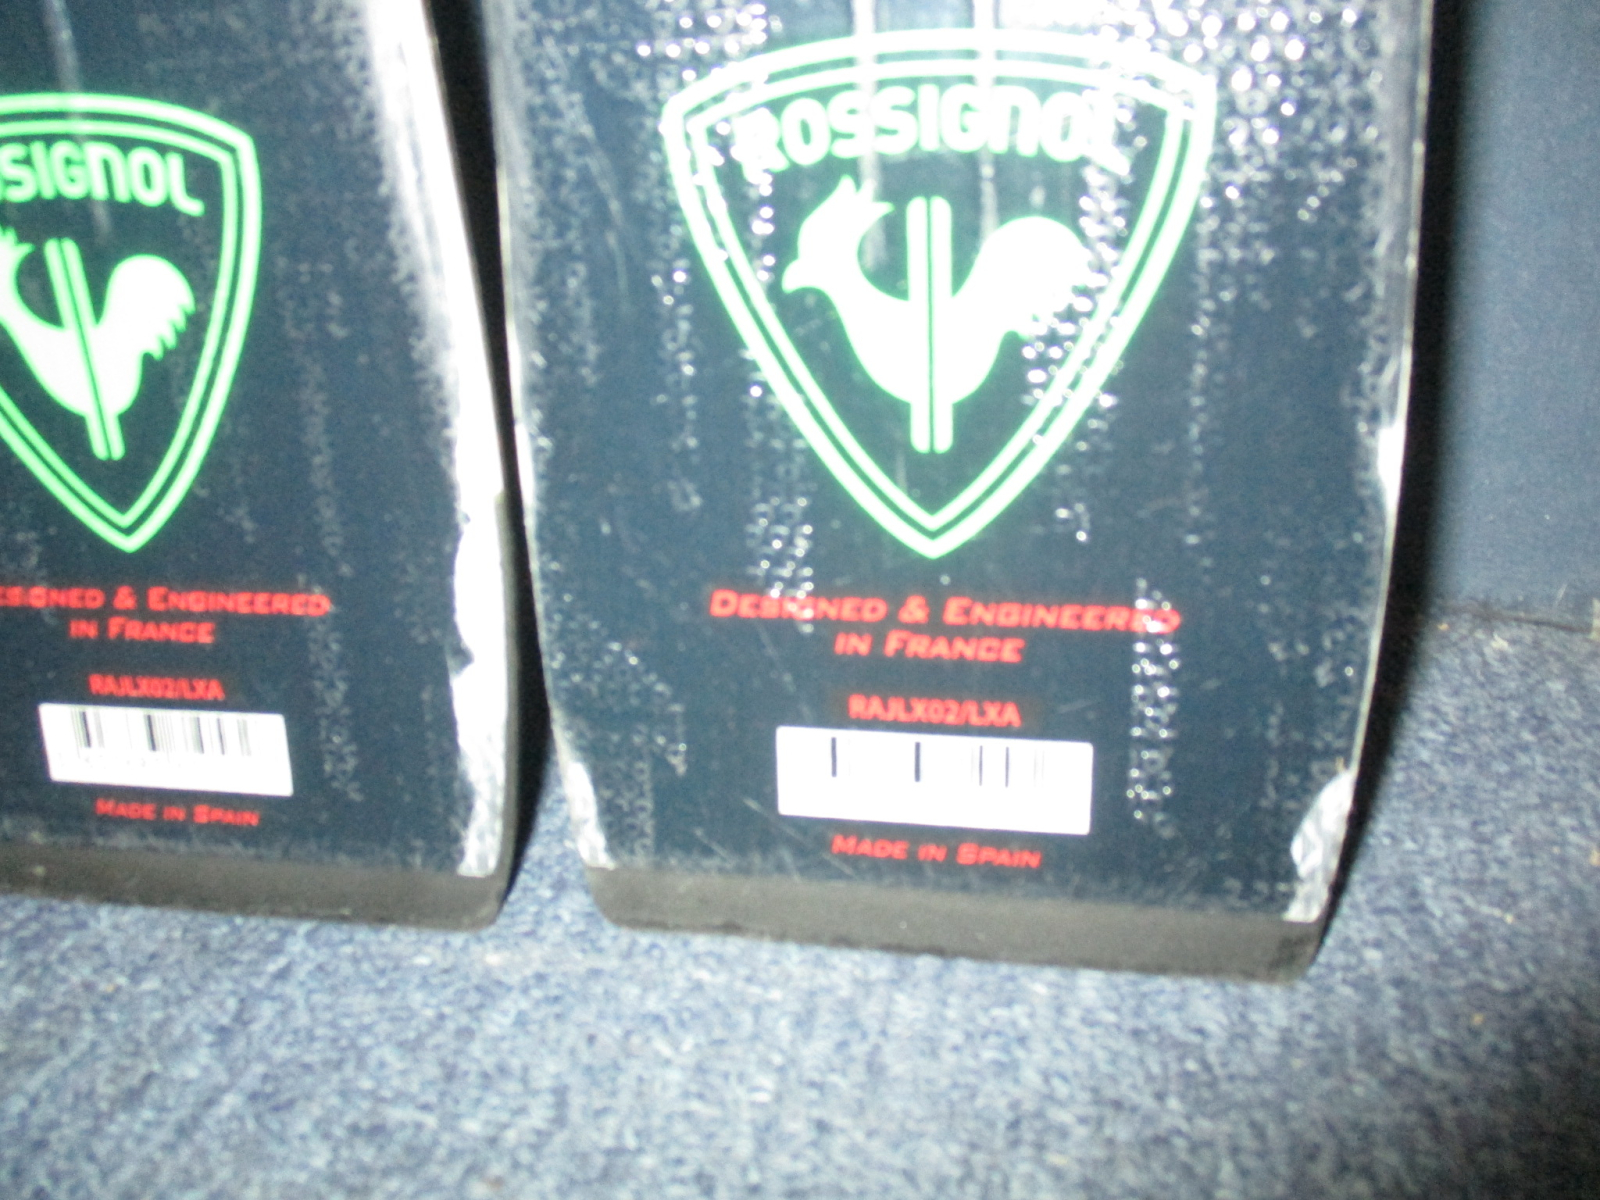 SSIGNOL
ESIGNED & ENGINEERED
IN FRANCE
RAJLX02/LXA
MADE IN SPAIN
ROSSIGNOL
DESIGNED & ENGINEERED
IN FRANCE
RAJLX02/LXA
MADE IN SPAIN